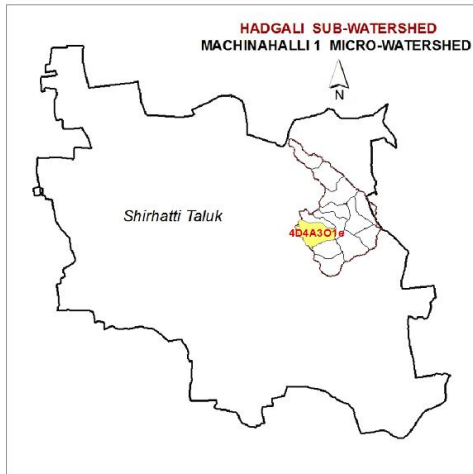 HADGALI SUB-WATERSHED
MACHINAHALLI 1 MICRO-WATERSHED
N
Shirhatti Taluk
4D4A3O1e